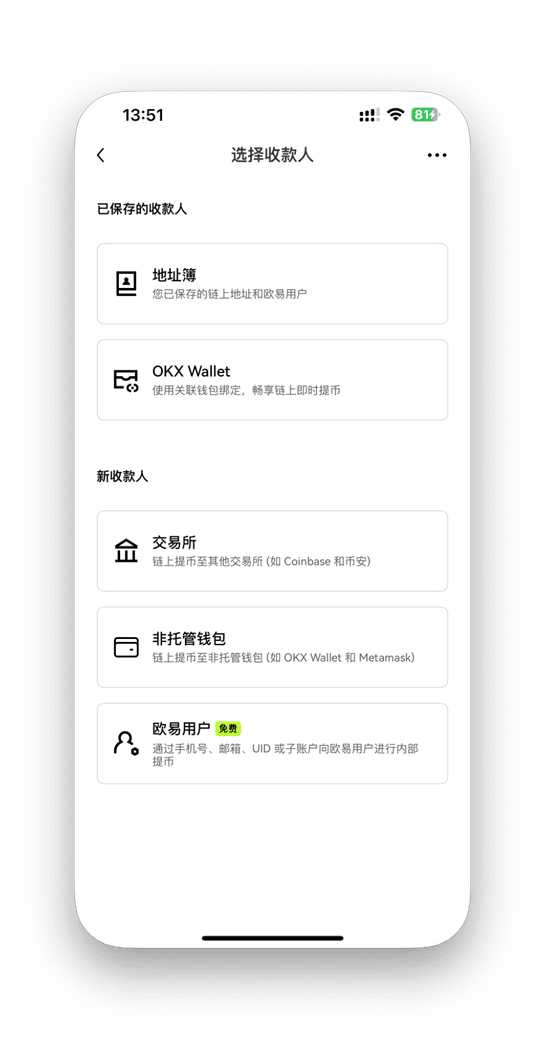 13:51
81
选择收款人
已保存的收款人
地址簿
您已保存的链上地址和欧易用户
OKX Wallet
使用关联钱包绑定，畅享链上即时提币
新收款人
交易所
链上提币至其他交易所 (如 Coinbase 和币安)
非托管钱包
链上提币至非托管钱包 (如 OKX Wallet 和 Metamask)
欧易用户 免费
通过手机号、邮箱、UID 或子账户向欧易用户进行内部
提币